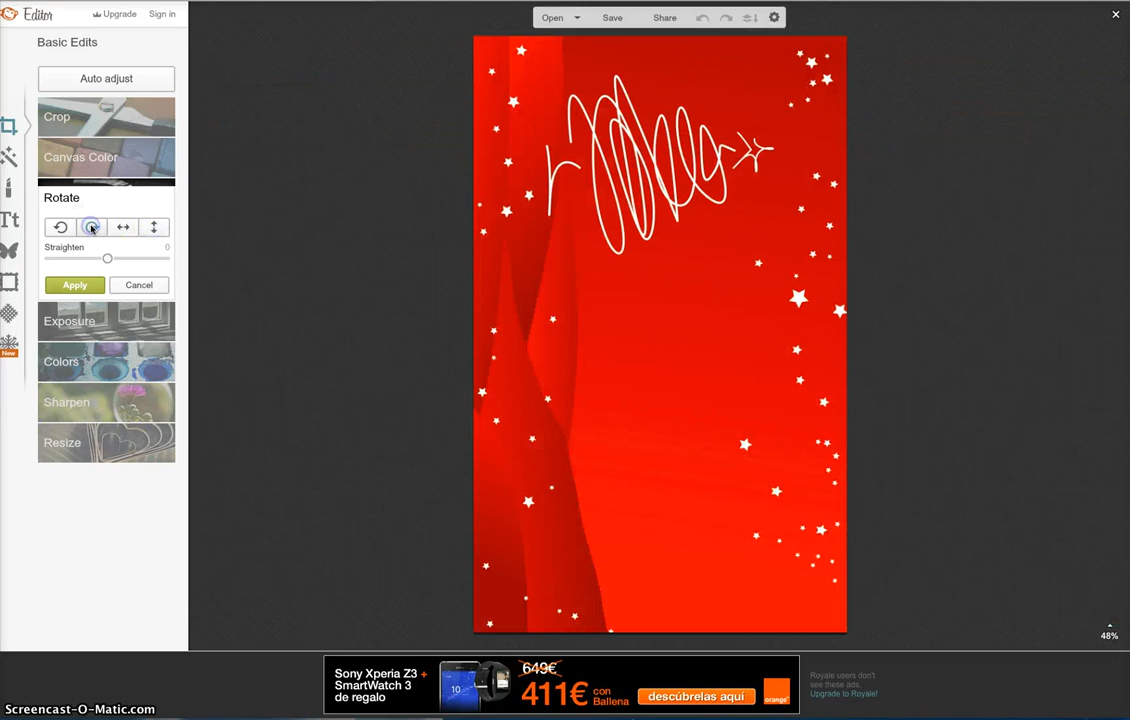 Editor
Upgrade
Sign in
Open
Save
Share
Basic Edits
Auto adjust
Crop
Canvas Color
Rotate
Straighten 0
Apply
Cancel
Exposure
Colors
Sharpen
Resize
Tt
New
48%
Sony Xperia Z3 +
SmartWatch 3
de regalo
10
649€
411€ con
Ballena
descúbrelas aquí
orange
Royale users don't
see these ads.
Upgrade to Royale!
Screencast-O-Matic.com